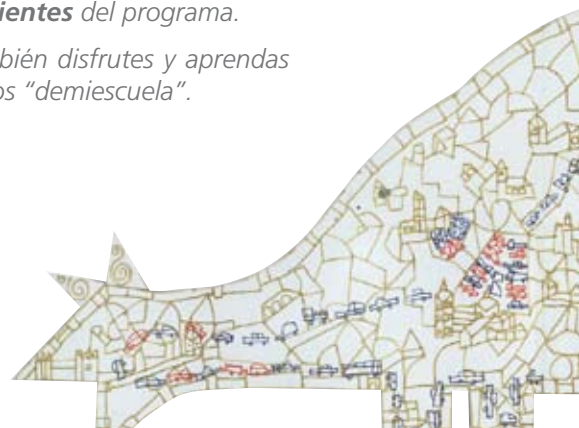 ientes del programa.
bién disfrutes y aprendas
os “demiescuela”.